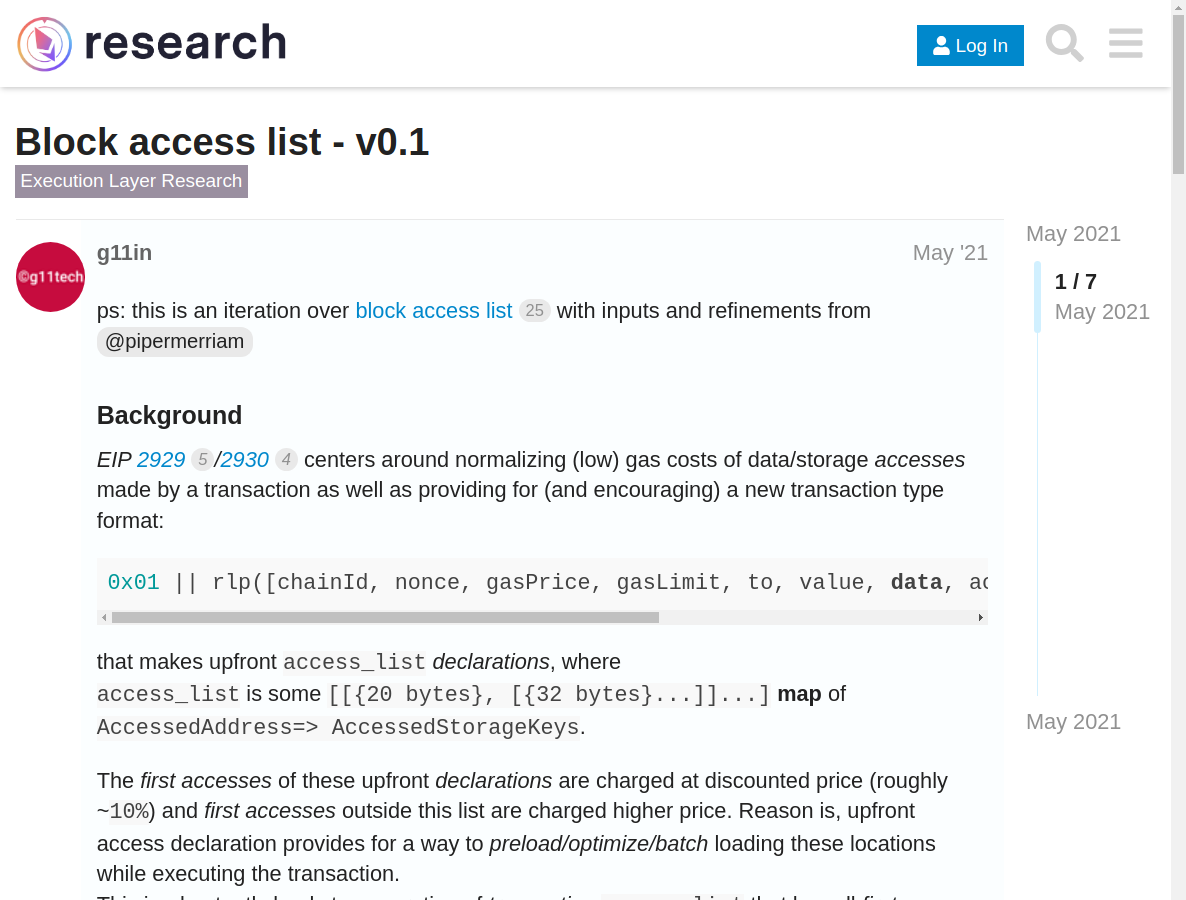 research
Log In
Block access list - v0.1
Execution Layer Research
©g11tech
g11in
May '21
May 2021
1 / 7
May 2021
May 2021
ps: this is an iteration over block access list 25 with inputs and refinements from
@pipermerriam
Background
EIP 2929 5/2930 4 centers around normalizing (low) gas costs of data/storage accesses
made by a transaction as well as providing for (and encouraging) a new transaction type
format:
0x01 || rlp([chainId, nonce, gasPrice, gasLimit, to, value, data, ac
that makes upfront access_list declarations, where
access_list is some [[{20 bytes}, [{32 bytes}...]]...] map of
AccessedAddress=> AccessedStorageKeys.
The first accesses of these upfront declarations are charged at discounted price (roughly
~10%) and first accesses outside this list are charged higher price. Reason is, upfront
access declaration provides for a way to preload/optimize/batch loading these locations
while executing the transaction.